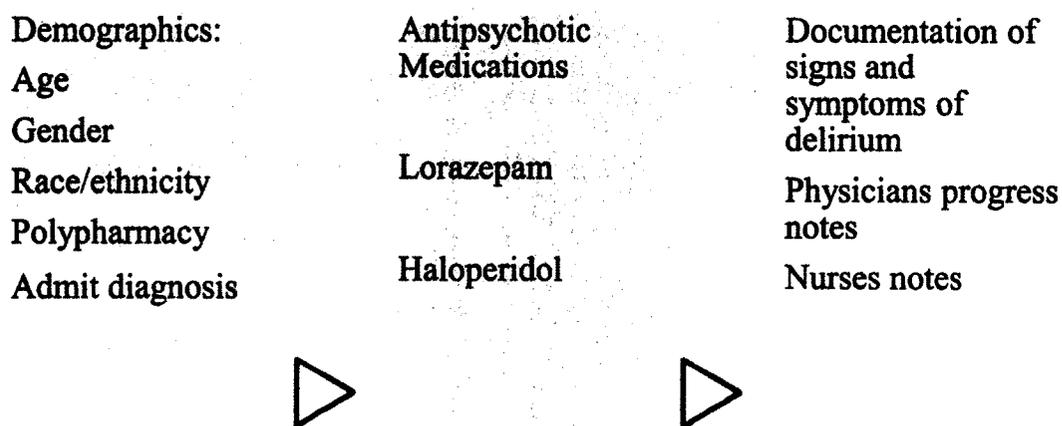 Demographics:
Age
Gender
Race/ethnicity
Polypharmacy
Admit diagnosis
Antipsychotic
Medications
Lorazepam
Haloperidol
Documentation of
signs and
symptoms of
delirium
Physicians progress
notes
Nurses notes